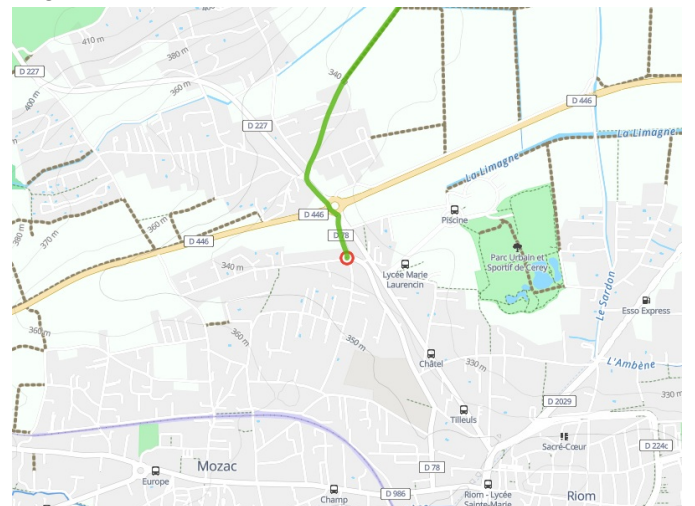 410 m
380 m
D 227
360 m
400 m
340
D 446
D 227
La Limagne
La Limagne
Piscine
D 446
D 78
380 m
370 m
D 446
Parc Urbain et
Sportif de Cerey
340 m
Lycée Marie
Laurencin
Le Sardon
Esso Express
360 m
350 m
Châtel
330 m
L'Ambène
330 m
D 2029
Tilleuls
Sacré-Cœur
D 224c
Mozac
Europe
D 78
Champ
D 986
Riom - Lycée
Sainte-Marie
Riom